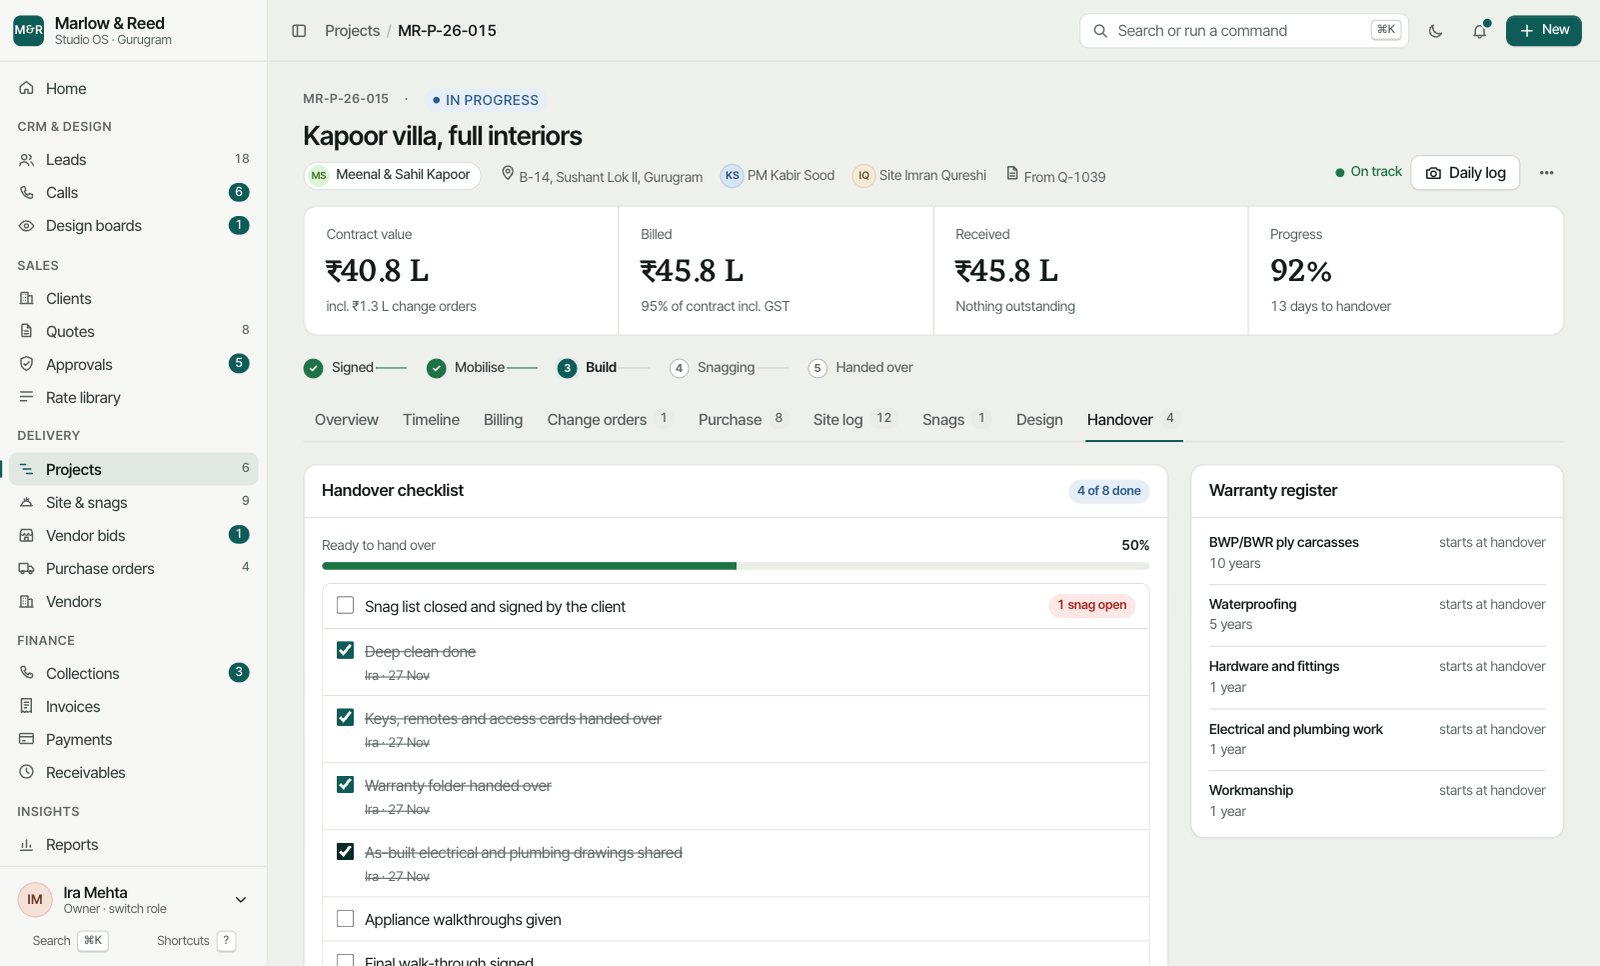 M&R
Marlow & Reed
Studio OS · Gurugram
Home
CRM & DESIGN
Leads 18
Calls 6
Design boards 1
SALES
Clients
Quotes 8
Approvals 5
Rate library
DELIVERY
Projects 6
Site & snags 9
Vendor bids 1
Purchase orders 4
Vendors
FINANCE
Collections 3
Invoices
Payments
Receivables
INSIGHTS
Reports
IM
Ira Mehta
Owner · switch role
Search ⌘K Shortcuts ?
Projects / MR-P-26-015
Search or run a command ⌘K
+ New
MR-P-26-015 · IN PROGRESS
Kapoor villa, full interiors
MS Meenal & Sahil Kapoor B-14, Sushant Lok II, Gurugram KS PM Kabir Sood IQ Site Imran Qureshi From Q-1039
On track Daily log
Contract value
₹40.8 L
incl. ₹1.3 L change orders
Billed
₹45.8 L
95% of contract incl. GST
Received
₹45.8 L
Nothing outstanding
Progress
92%
13 days to handover
Signed Mobilise 3 Build 4 Snagging 5 Handed over
Overview Timeline Billing Change orders 1 Purchase 8 Site log 12 Snags 1 Design Handover 4
Handover checklist 4 of 8 done
Ready to hand over 50%
Snag list closed and signed by the client 1 snag open
Deep clean done
Ira · 27 Nov
Keys, remotes and access cards handed over
Ira · 27 Nov
Warranty folder handed over
Ira · 27 Nov
As-built electrical and plumbing drawings shared
Ira · 27 Nov
Appliance walkthroughs given
Final walk-through signed
Warranty register
BWP/BWR ply carcasses starts at handover
10 years
Waterproofing starts at handover
5 years
Hardware and fittings starts at handover
1 year
Electrical and plumbing work starts at handover
1 year
Workmanship starts at handover
1 year